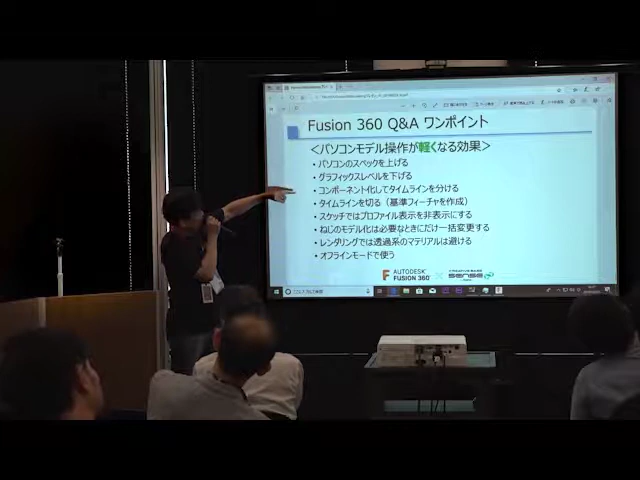 Fusion 360 Q&A ワンポイント
＜パソコンモデル操作が軽くなる効果＞
・パソコンのスペックを上げる
・グラフィックスレベルを下げる
・コンポーネント化してタイムラインを分ける
・タイムラインを切る（基準フィーチャを作成）
・スケッチではプロファイル表示を非表示にする
・ねじのモデル化は必要なときにだけ一括変更する
・レンダリングでは透過系のマテリアルは避ける
・オフラインモードで使う
AUTODESK
FUSION 360
SENSE